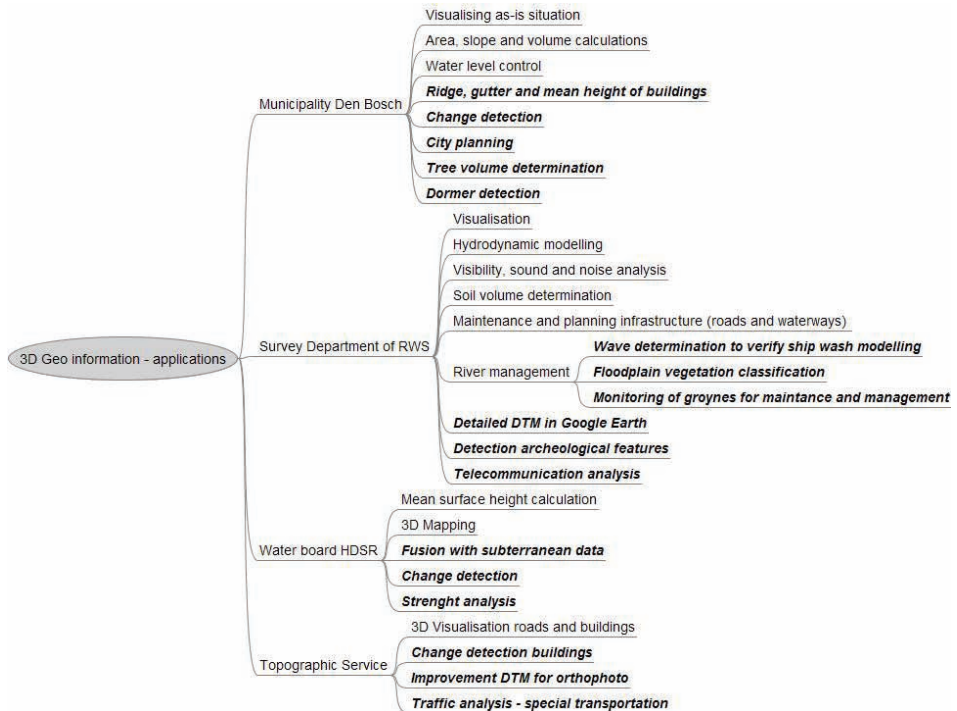 3D Geo information - applications
Municipality Den Bosch
Visualising as-is situation
Area, slope and volume calculations
Water level control
Ridge, gutter and mean height of buildings
Change detection
City planning
Tree volume determination
Dormer detection
Survey Department of RWS
Visualisation
Hydrodynamic modelling
Visibility, sound and noise analysis
Soil volume determination
Maintenance and planning infrastructure (roads and waterways)
River management
Wave determination to verify ship wash modelling
Floodplain vegetation classification
Monitoring of groynes for maintance and management
Detailed DTM in Google Earth
Detection archeological features
Telecommunication analysis
Water board HDSR
Mean surface height calculation
3D Mapping
Fusion with subterranean data
Change detection
Strenght analysis
Topographic Service
3D Visualisation roads and buildings
Change detection buildings
Improvement DTM for orthophoto
Traffic analysis - special transportation